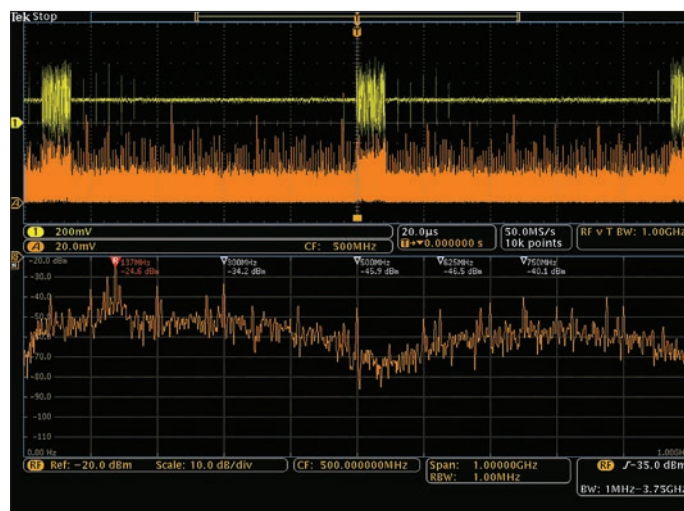 Tek Stop
T
T
1
A
1 200mV
A 20.0mV CF: 500MHz
20.0µs
T→▼0.000000 s
50.0MS/s
10k points
RF v T BW: 1.00GHz
-20.0 dBm
-30.0
-40.0
-50.0
-60.0
-70.0
-80.0
-90.0
-100
-110
0.00 Hz
R 137MHz
-24.6 dBm
300MHz
-34.2 dBm
500MHz
-45.9 dBm
625MHz
-46.5 dBm
750MHz
-40.1 dBm
RF Ref: -20.0 dBm Scale: 10.0 dB/div
CF: 500.000000MHz
Span: 1.00000GHz
RBW: 1.00MHz
RF -35.0 dBm
BW: 1MHz-3.75GHz